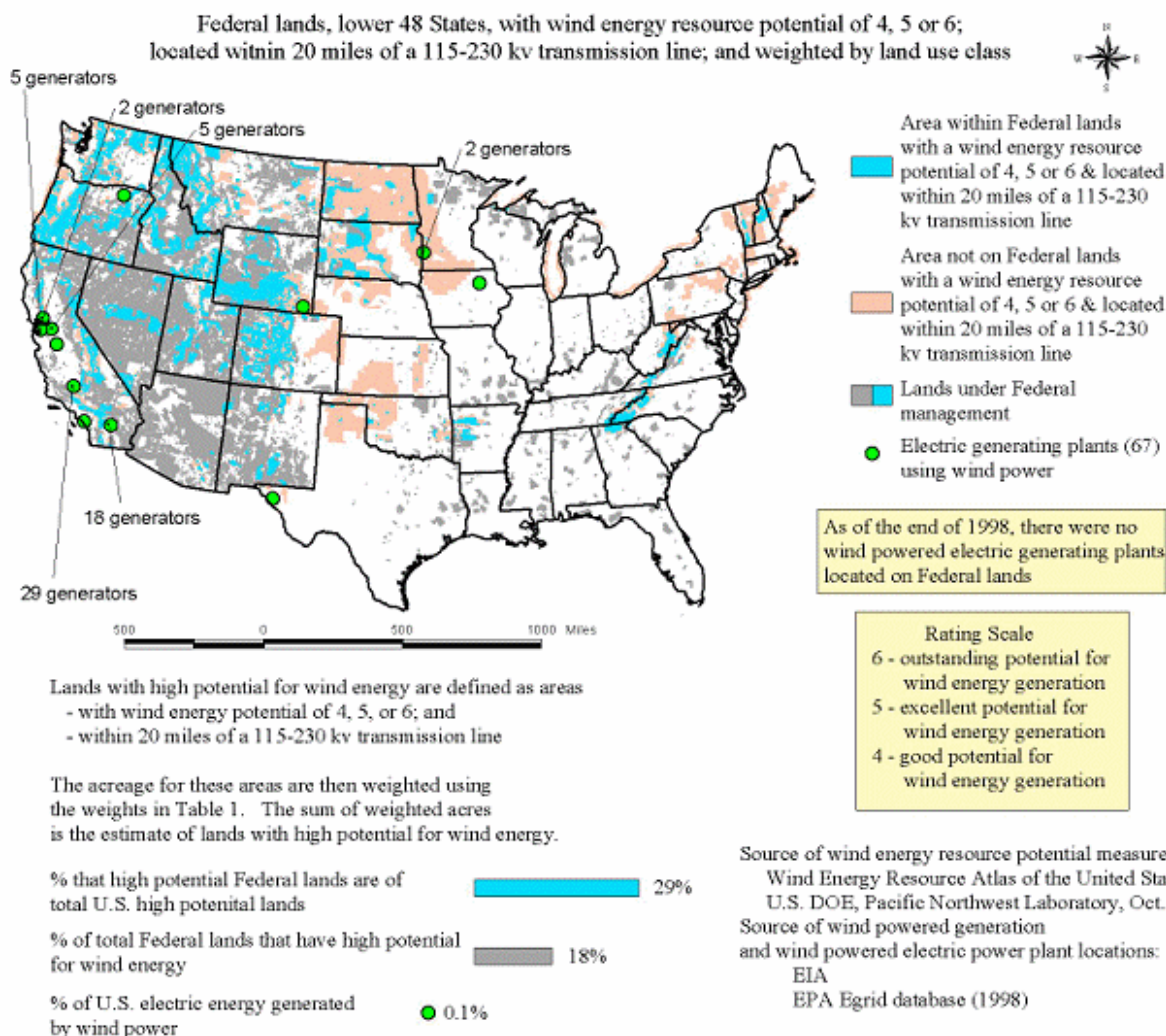 Federal lands, lower 48 States, with wind energy resource potential of 4, 5 or 6;
located witnin 20 miles of a 115-230 kv transmission line; and weighted by land use class
N
W E
S
5 generators
2 generators
5 generators
2 generators
18 generators
29 generators
500 0 500 1000 Miles
Area within Federal lands
with a wind energy resource
potential of 4, 5 or 6 & located
within 20 miles of a 115-230
kv transmission line
Area not on Federal lands
with a wind energy resource
potential of 4, 5 or 6 & located
within 20 miles of a 115-230
kv transmission line
Lands under Federal
management
Electric generating plants (67)
using wind power
As of the end of 1998, there were no
wind powered electric generating plants
located on Federal lands
Rating Scale
6 - outstanding potential for
wind energy generation
5 - excellent potential for
wind energy generation
4 - good potential for
wind energy generation
Lands with high potential for wind energy are defined as areas
- with wind energy potential of 4, 5, or 6; and
- within 20 miles of a 115-230 kv transmission line
The acreage for these areas are then weighted using
the weights in Table 1. The sum of weighted acres
is the estimate of lands with high potential for wind energy.
% that high potential Federal lands are of
total U.S. high potenital lands
29%
% of total Federal lands that have high potential
for wind energy
18%
% of U.S. electric energy generated
by wind power
0.1%
Source of wind energy resource potential measure
Wind Energy Resource Atlas of the United Sta
U.S. DOE, Pacific Northwest Laboratory, Oct.
Source of wind powered generation
and wind powered electric power plant locations:
EIA
EPA Egrid database (1998)